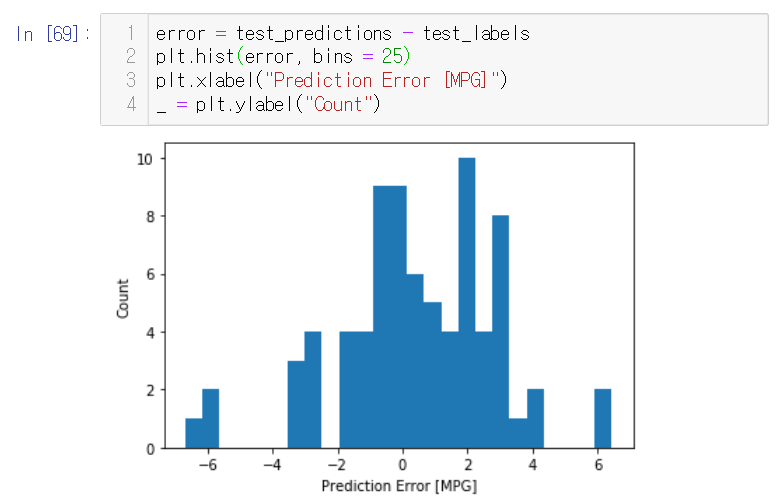 In [69]:
1 error = test_predictions - test_labels
2 plt.hist(error, bins = 25)
3 plt.xlabel("Prediction Error [MPG]")
4 _ = plt.ylabel("Count")
10
8
6
4
2
0
Count
−6 −4 −2 0 2 4 6
Prediction Error [MPG]